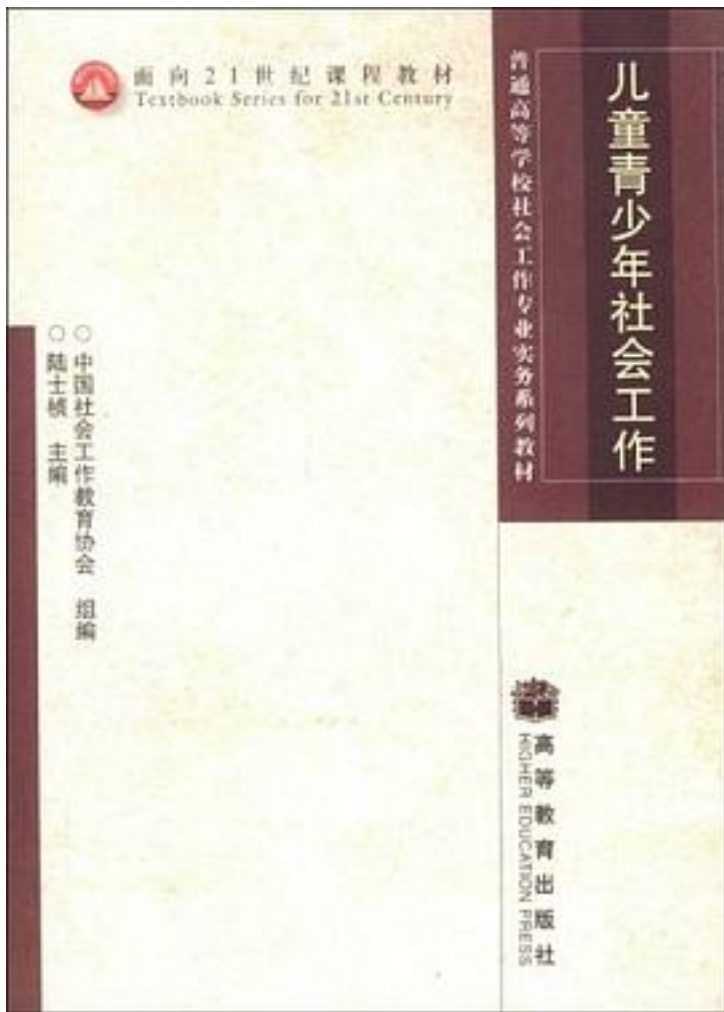 面向21世纪课程教材
Textbook Series for 21st Century
儿童青少年社会工作
普通高等学校社会工作专业实务系列教材
○ 中国社会工作教育协会 组编
○ 陆士桢 主编
高等教育出版社
HIGHER EDUCATION PRESS